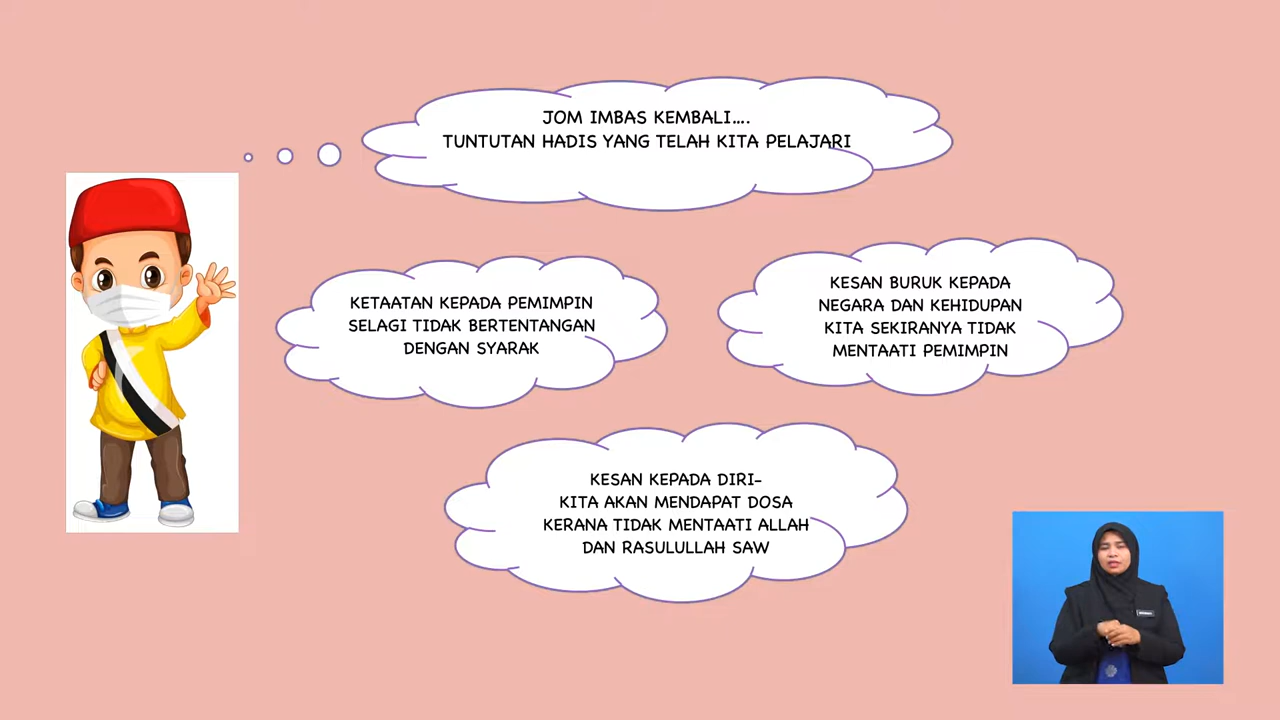 JOM IMBAS KEMBALI....
TUNTUTAN HADIS YANG TELAH KITA PELAJARI
KETAATAN KEPADA PEMIMPIN
SELAGI TIDAK BERTENTANGAN
DENGAN SYARAK
KESAN BURUK KEPADA
NEGARA DAN KEHIDUPAN
KITA SEKIRANYA TIDAK
MENTAATI PEMIMPIN
KESAN KEPADA DIRI-
KITA AKAN MENDAPAT DOSA
KERANA TIDAK MENTAATI ALLAH
DAN RASULULLAH SAW